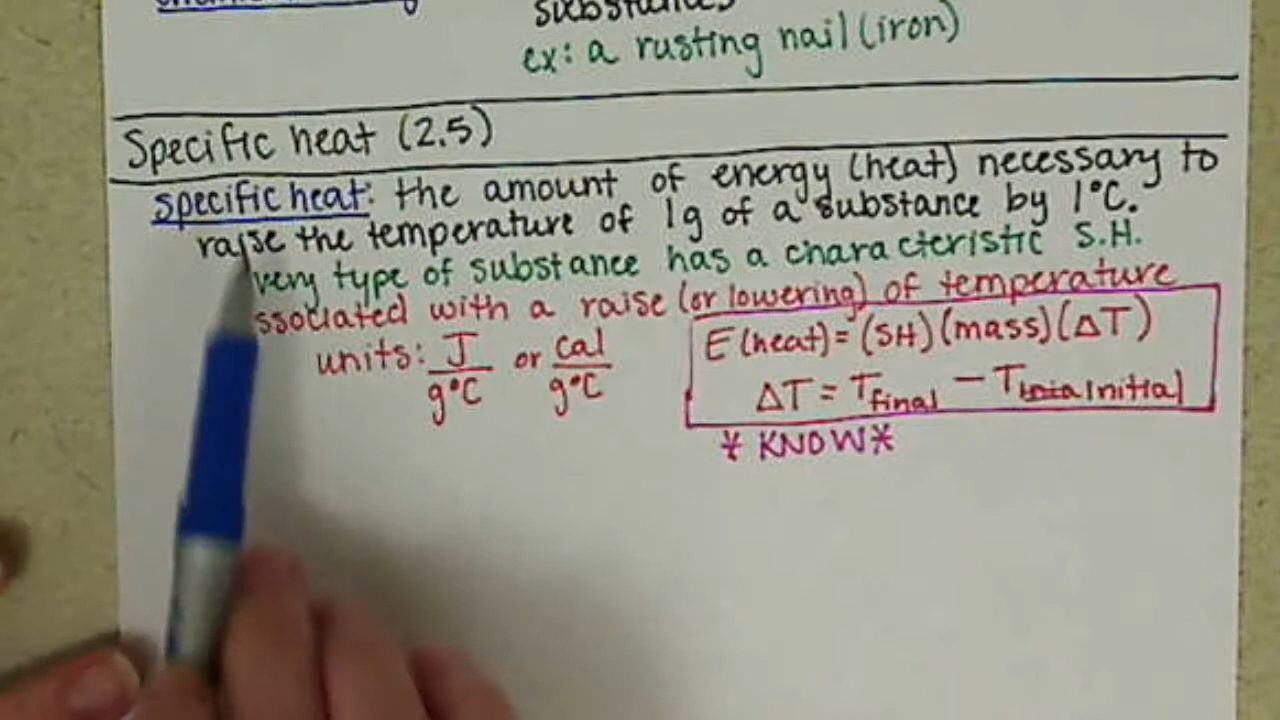 substances
ex: a rusting nail (iron)
Specific heat (2.5)
specific heat: the amount of energy (heat) necessary to
raise the temperature of 1g of a substance by 1°C.
very type of substance has a characteristic S.H.
ssociated with a raise (or lowering) of temperature
units: J/g°C or cal/g°C
E (heat) = (SH)(mass)(ΔT)
ΔT = Tfinal - Tinitial
* KNOW *